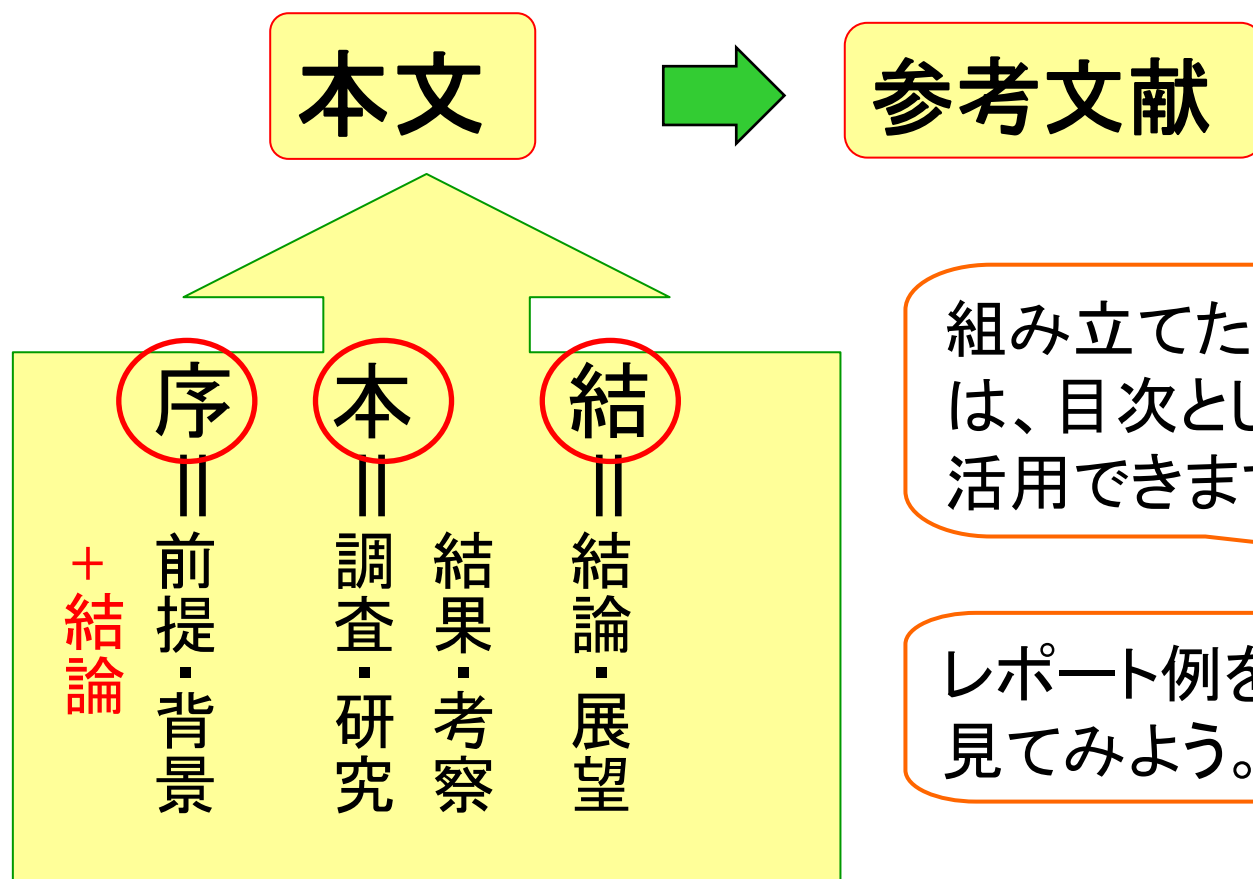 本文
参考文献
序
本
結
=
=
=
前提・背景
+結論
調査・研究
結果・考察
結論・展望
組み立てた
は、目次とし
活用できます
レポート例を
見てみよう。